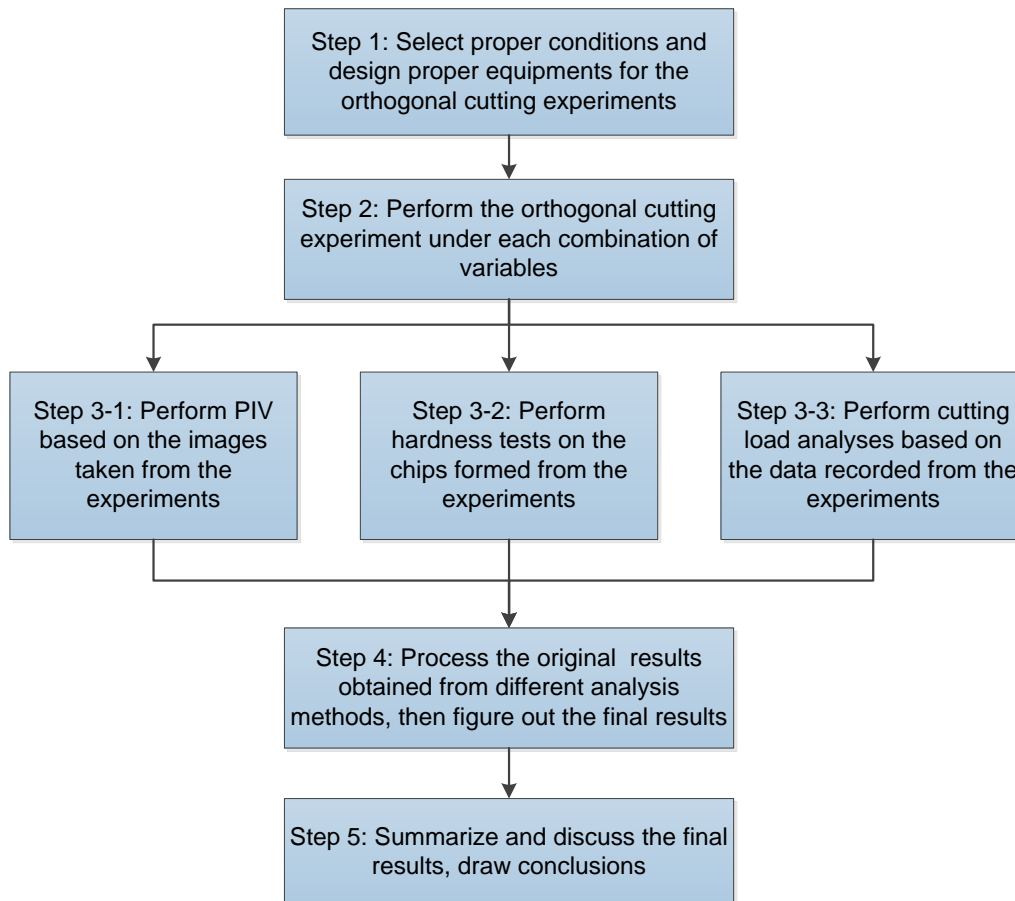 Step 1: Select proper conditions and
design proper equipments for the
orthogonal cutting experiments
Step 2: Perform the orthogonal cutting
experiment under each combination of
variables
Step 3-1: Perform PIV
based on the images
taken from the
experiments
Step 3-2: Perform
hardness tests on the
chips formed from the
experiments
Step 3-3: Perform cutting
load analyses based on
the data recorded from the
experiments
Step 4: Process the original  results
obtained from different analysis
methods, then figure out the final results
Step 5: Summarize and discuss the final
results, draw conclusions